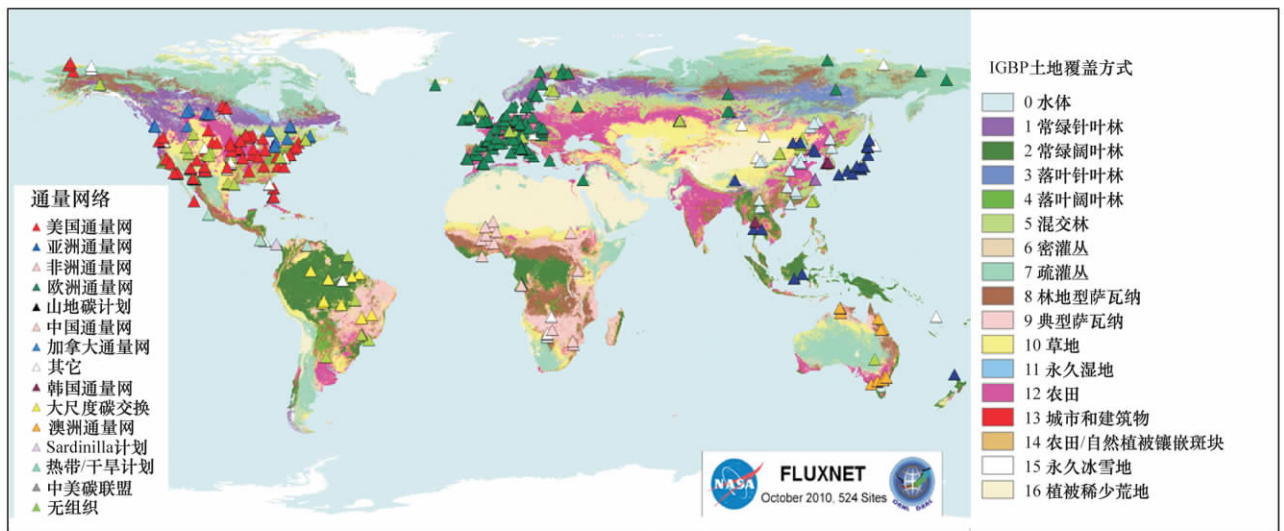 通量网络
美国通量网
亚洲通量网
非洲通量网
欧洲通量网
山地碳计划
中国通量网
加拿大通量网
其它
韩国通量网
大尺度碳交换
澳洲通量网
Sardinilla计划
热带/干旱计划
中美碳联盟
无组织
NASA
FLUXNET
October 2010, 524 Sites
IGBP土地覆盖方式
0 水体
1 常绿针叶林
2 常绿阔叶林
3 落叶针叶林
4 落叶阔叶林
5 混交林
6 密灌丛
7 疏灌丛
8 林地型萨瓦纳
9 典型萨瓦纳
10 草地
11 永久湿地
12 农田
13 城市和建筑物
14 农田/自然植被镶嵌斑块
15 永久冰雪地
16 植被稀少荒地